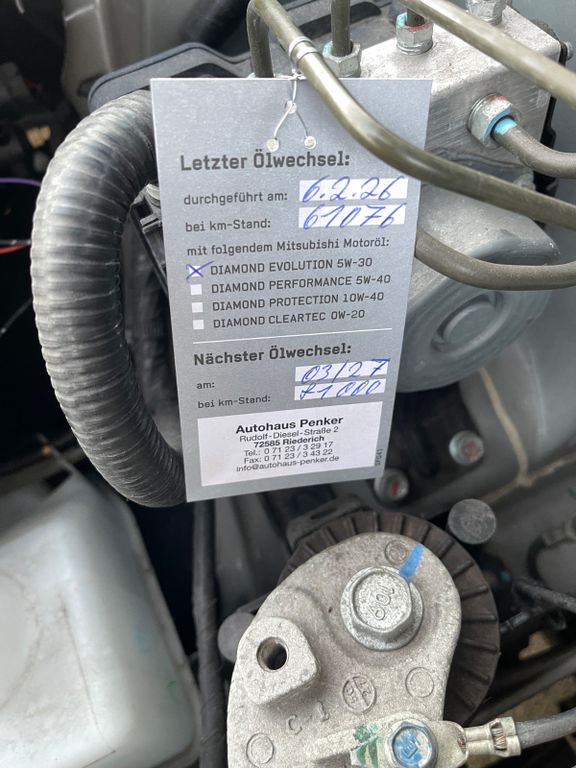 Letzter Ölwechsel:
durchgeführt am: 6.2.26
bei km-Stand: 61076
mit folgendem Mitsubishi Motoröl:
DIAMOND EVOLUTION 5W-30
DIAMOND PERFORMANCE 5W-40
DIAMOND PROTECTION 10W-40
DIAMOND CLEARTEC 0W-20
Nächster Ölwechsel:
am: 03/27
bei km-Stand: 71000
Autohaus Penker
Rudolf-Diesel-Straße 2
72585 Riederich
Tel.: 0 71 23 / 3 29 17
Fax: 0 71 23 / 3 43 22
info@autohaus-penker.de
C-1